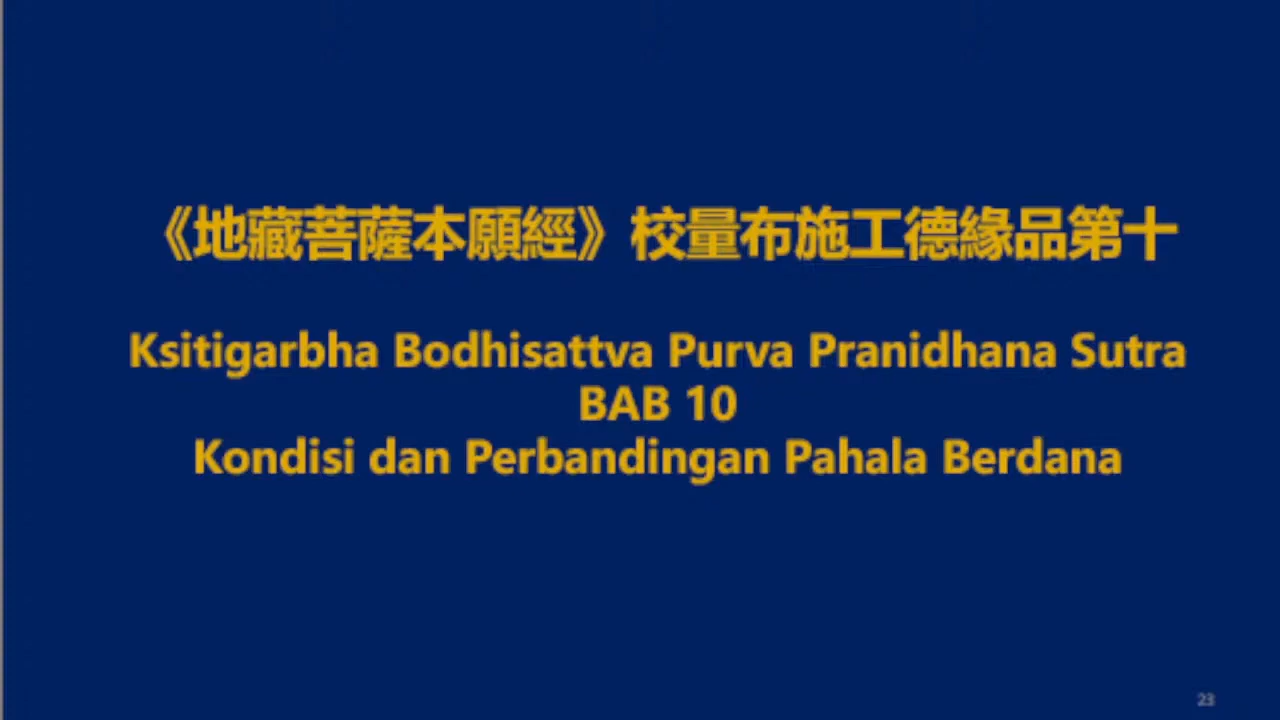 《地藏菩薩本願經》校量布施工德緣品第十
Ksitigarbha Bodhisattva Purva Pranidhana Sutra
BAB 10
Kondisi dan Perbandingan Pahala Berdana
23